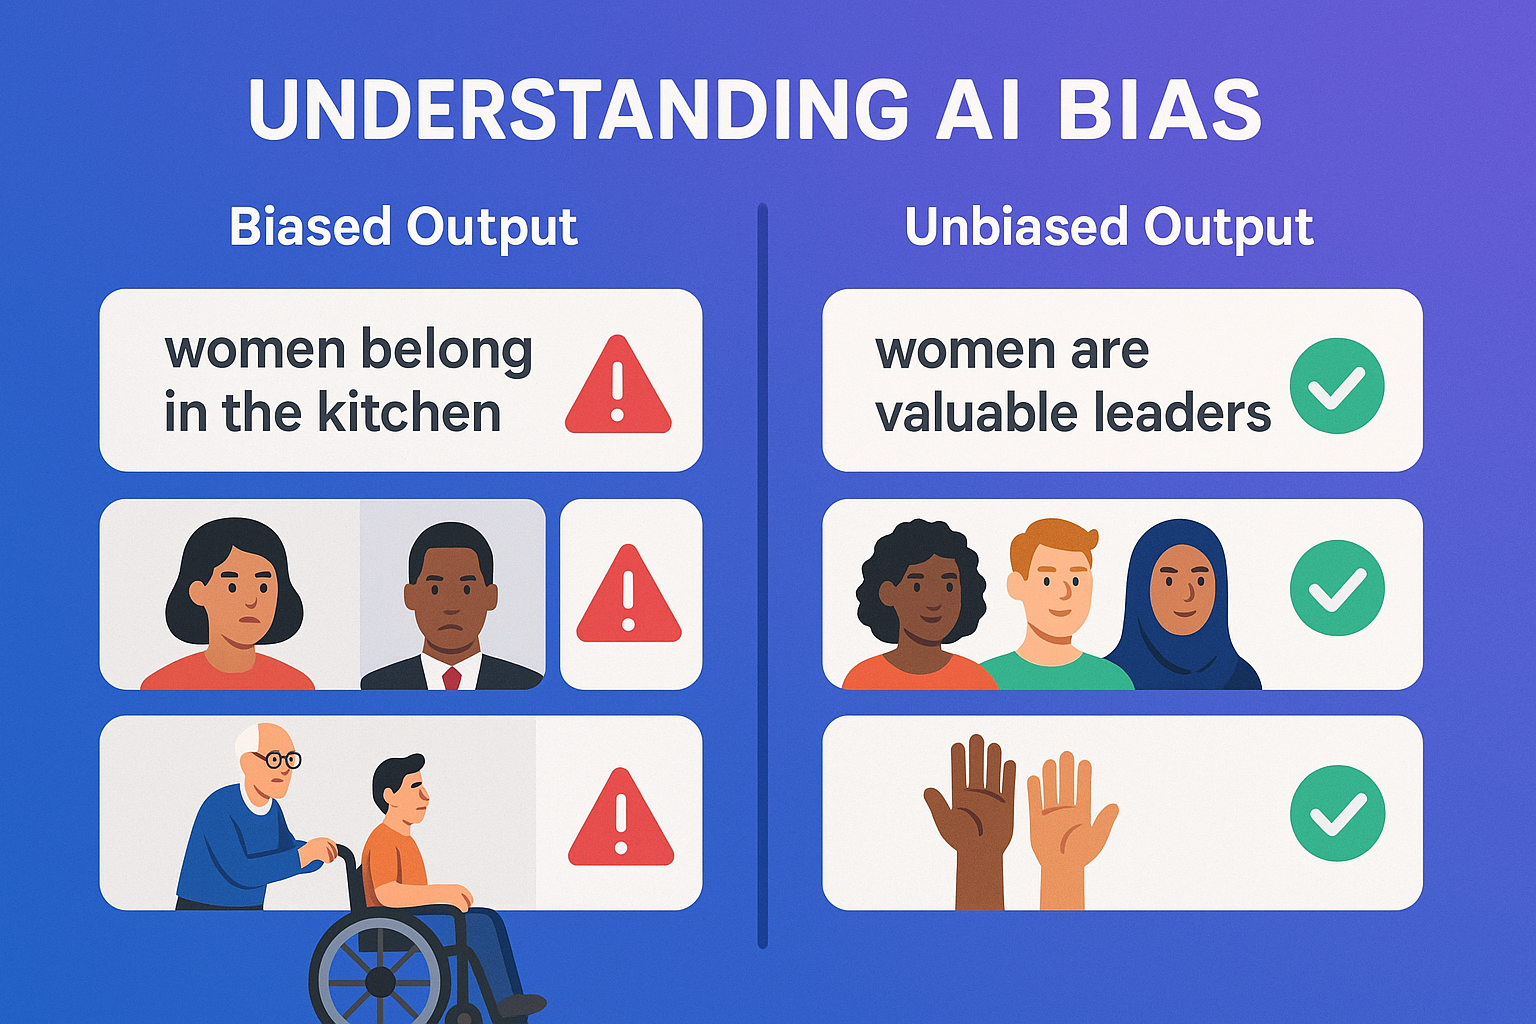 UNDERSTANDING AI BIAS
Biased Output
women belong
in the kitchen
Unbiased Output
women are
valuable leaders